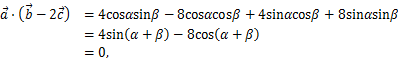 a⃗ · (b⃗ − 2c⃗) = 4cosαsinβ − 8cosαcosβ + 4sinαcosβ + 8sinαsinβ
= 4sin(α + β) − 8cos(α + β)
= 0,